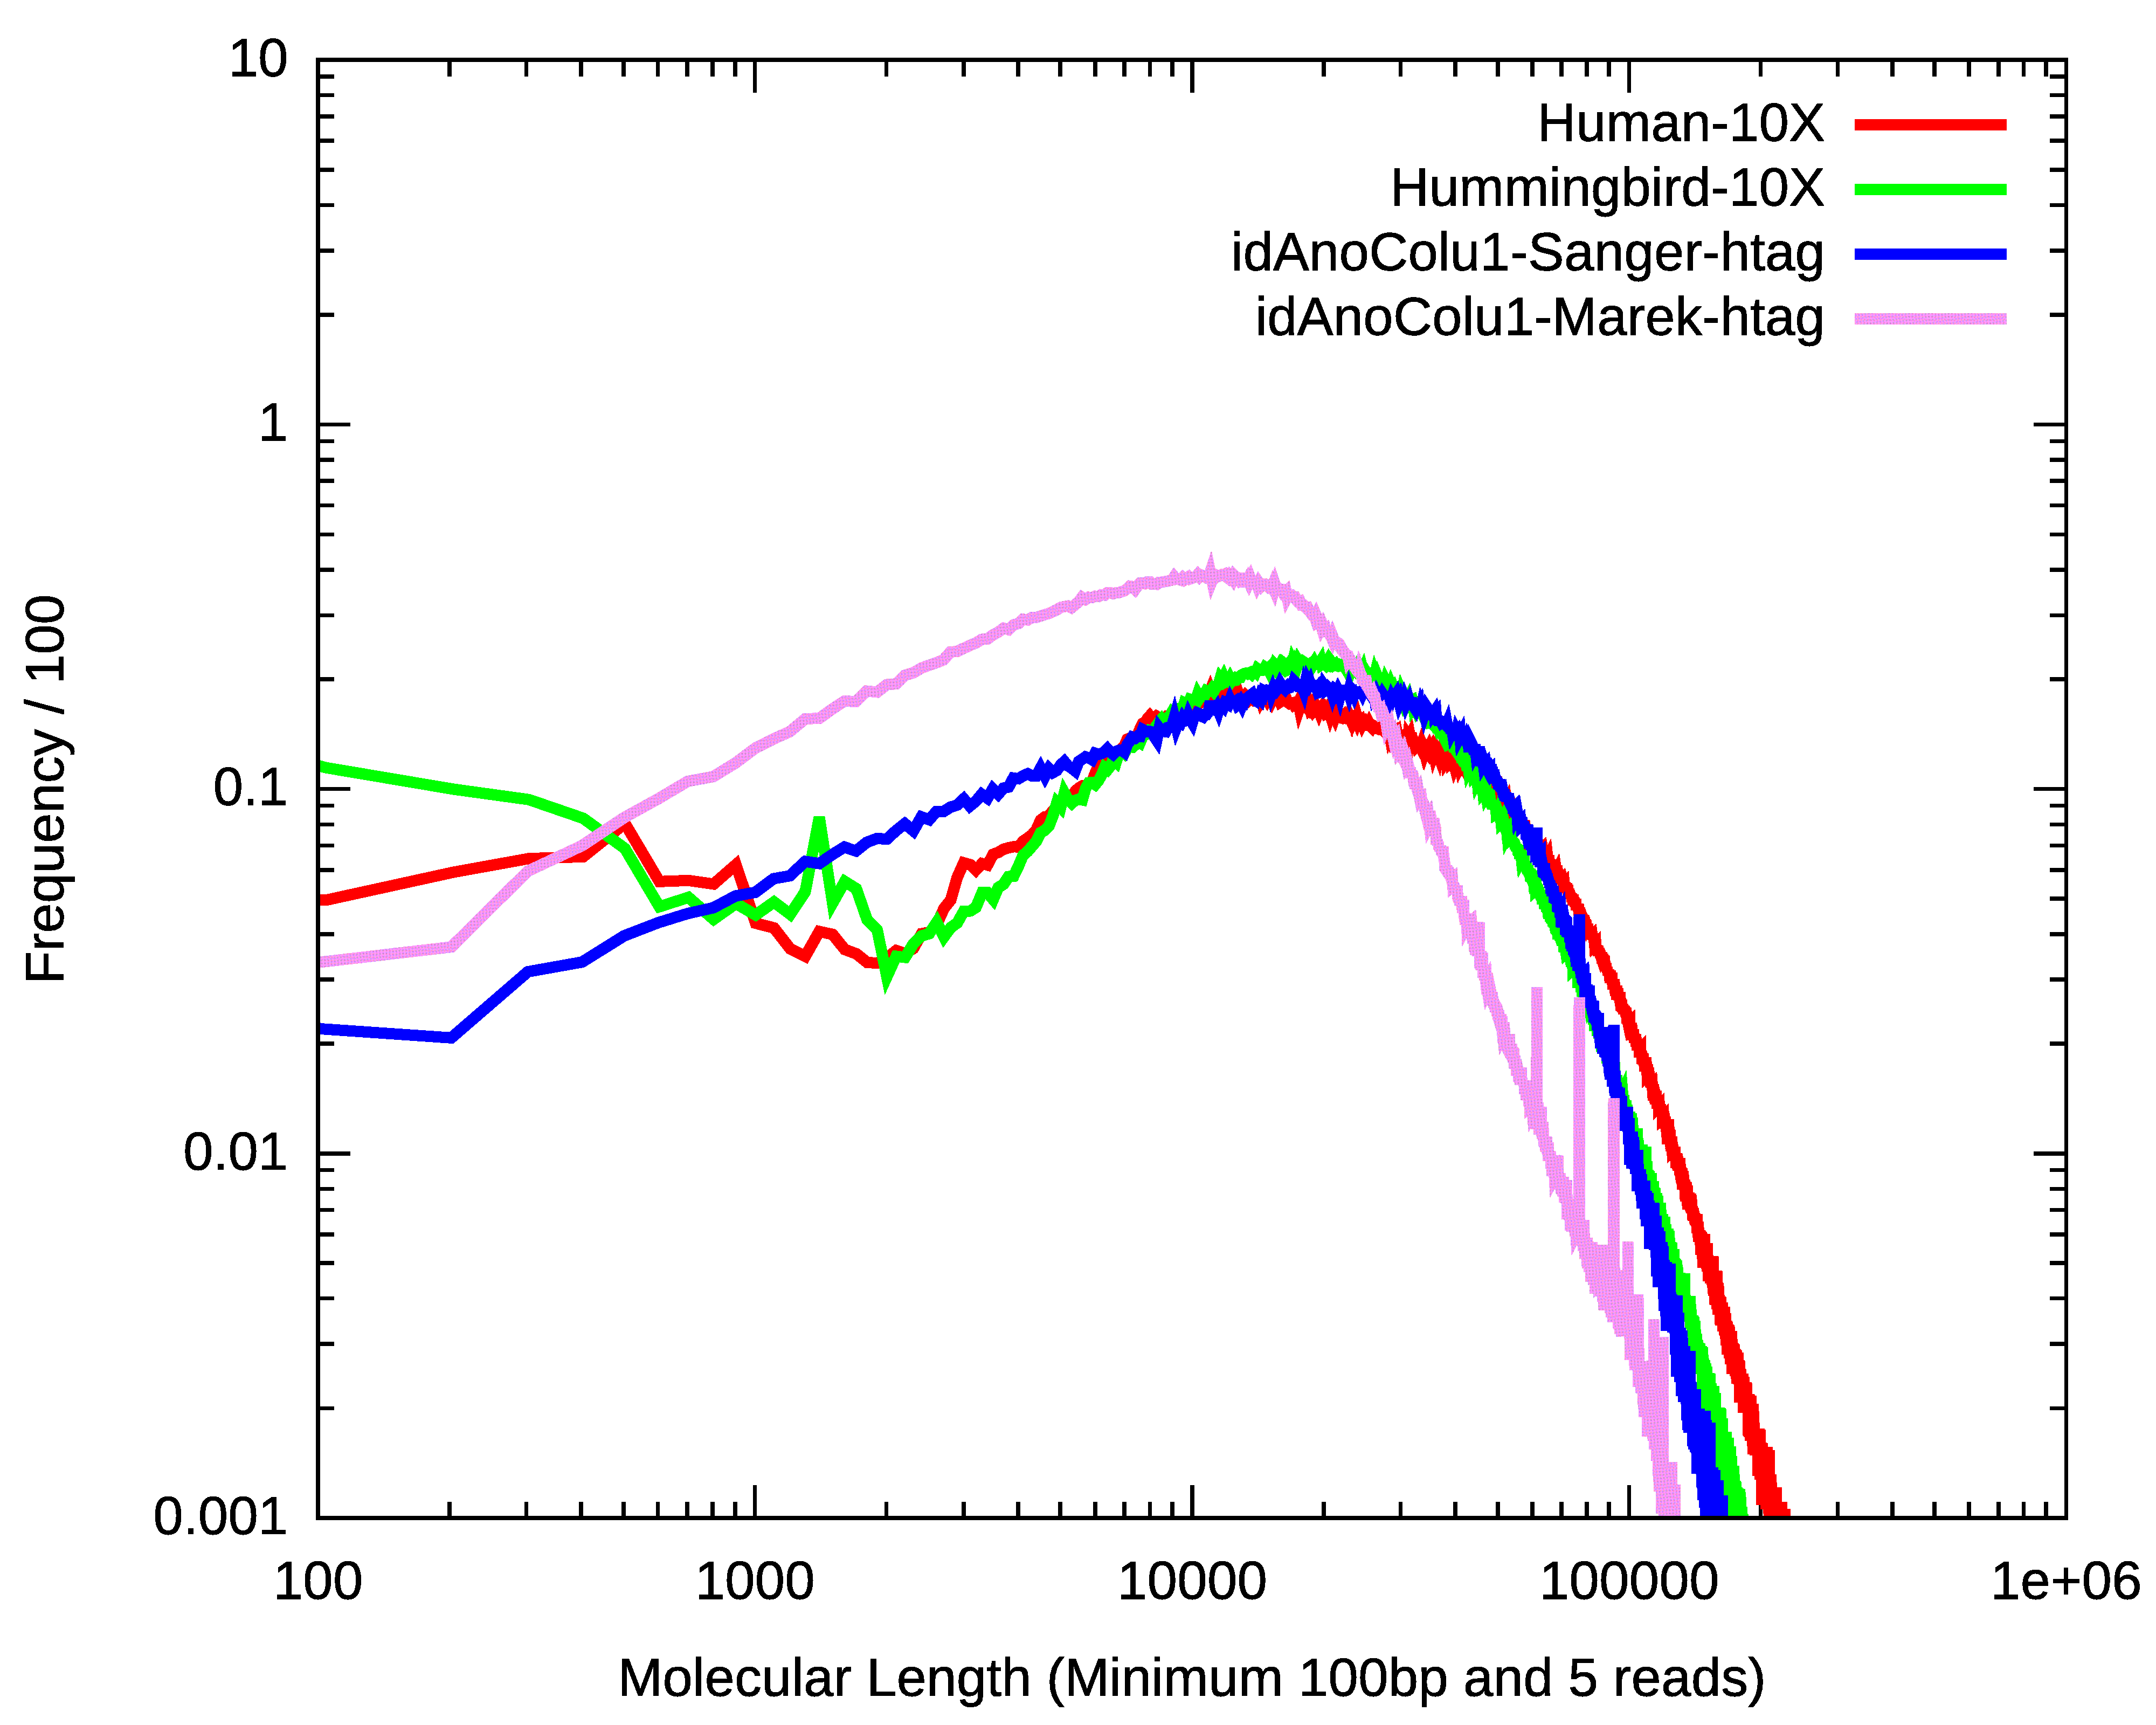 10
1
0.1
0.01
0.001
Frequency / 100
Human-10X
Hummingbird-10X
idAnoColu1-Sanger-htag
idAnoColu1-Marek-htag
100 1000 10000 100000 1e+06
Molecular Length (Minimum 100bp and 5 reads)